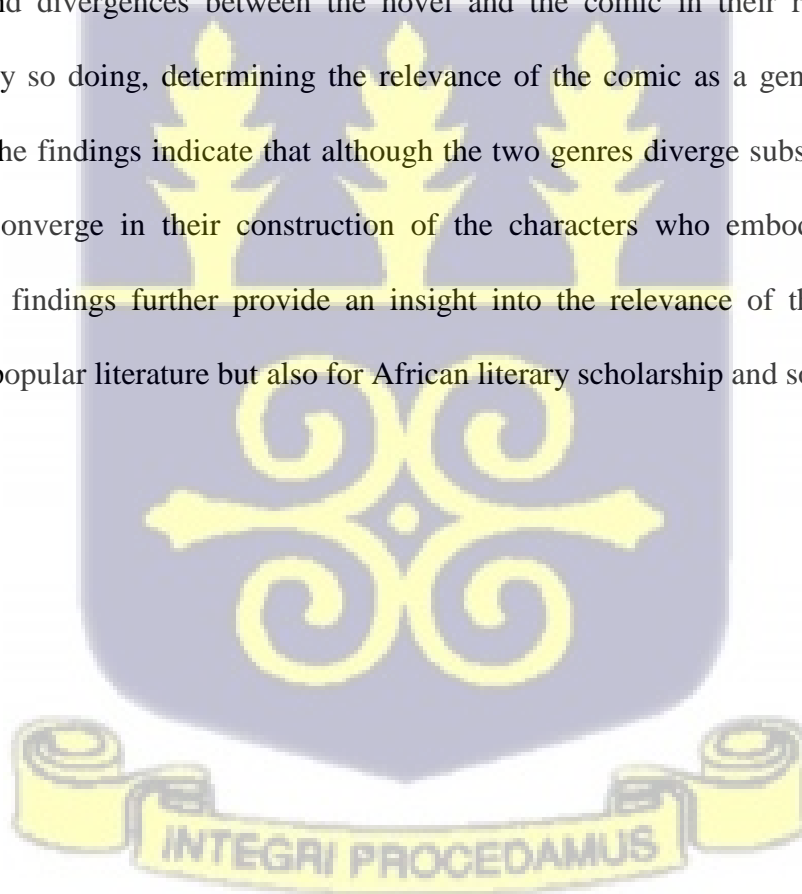 nd divergences between the novel and the comic in their r
y so doing, determining the relevance of the comic as a gen
he findings indicate that although the two genres diverge subs
onverge in their construction of the characters who embod
findings further provide an insight into the relevance of th
popular literature but also for African literary scholarship and so
INTEGRI PROCEDAMUS